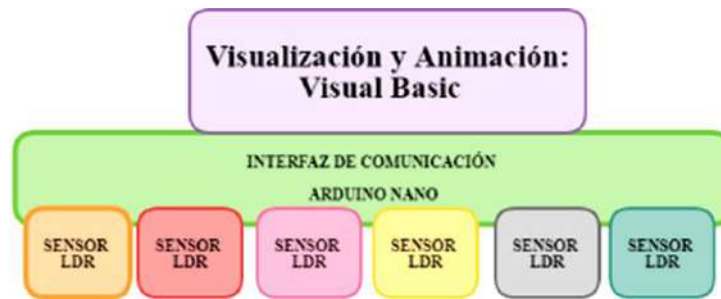 Visualización y Animación:
Visual Basic
INTERFAZ DE COMUNICACIÓN
ARDUINO NANO
SENSOR
LDR
SENSOR
LDR
SENSOR
LDR
SENSOR
LDR
SENSOR
LDR
SENSOR
LDR